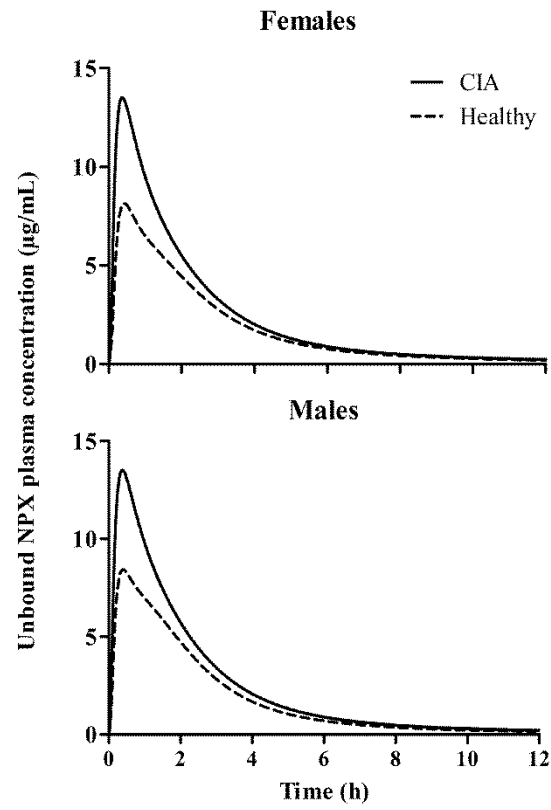 Females
15
CIA
Healthy
10
5
0
Unbound NPX plasma concentration (µg/mL)
Males
15
10
5
0
0 2 4 6 8 10 12
Time (h)